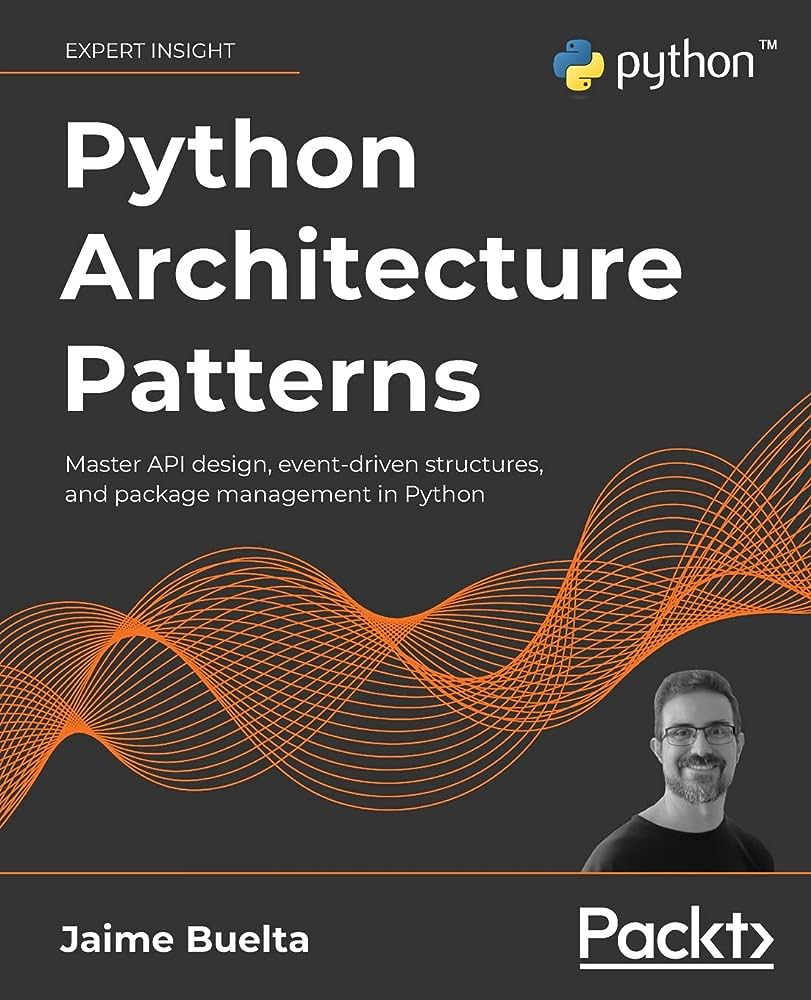 EXPERT INSIGHT
python™
Python
Architecture
Patterns
Master API design, event-driven structures,
and package management in Python
Jaime Buelta
Packt>